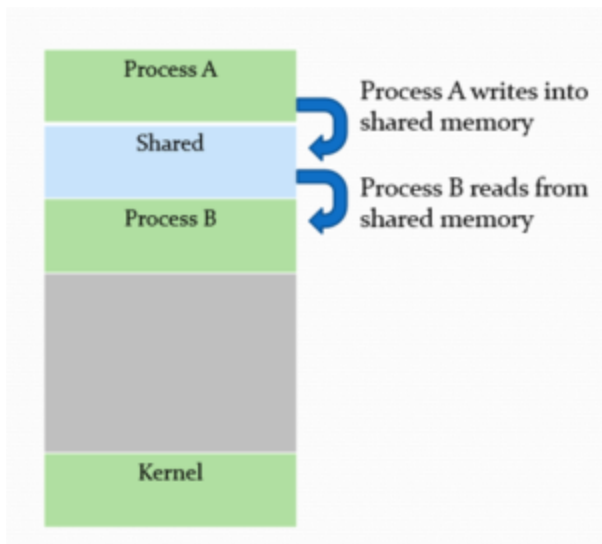 Process A
Process A writes into
shared memory
Shared
Process B reads from
shared memory
Process B
Kernel